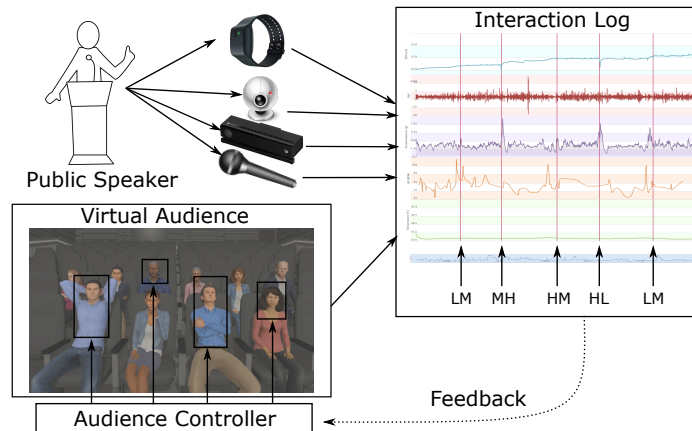 Interaction Log
Public Speaker
Virtual Audience
LM MH HM HL LM
Feedback
Audience Controller